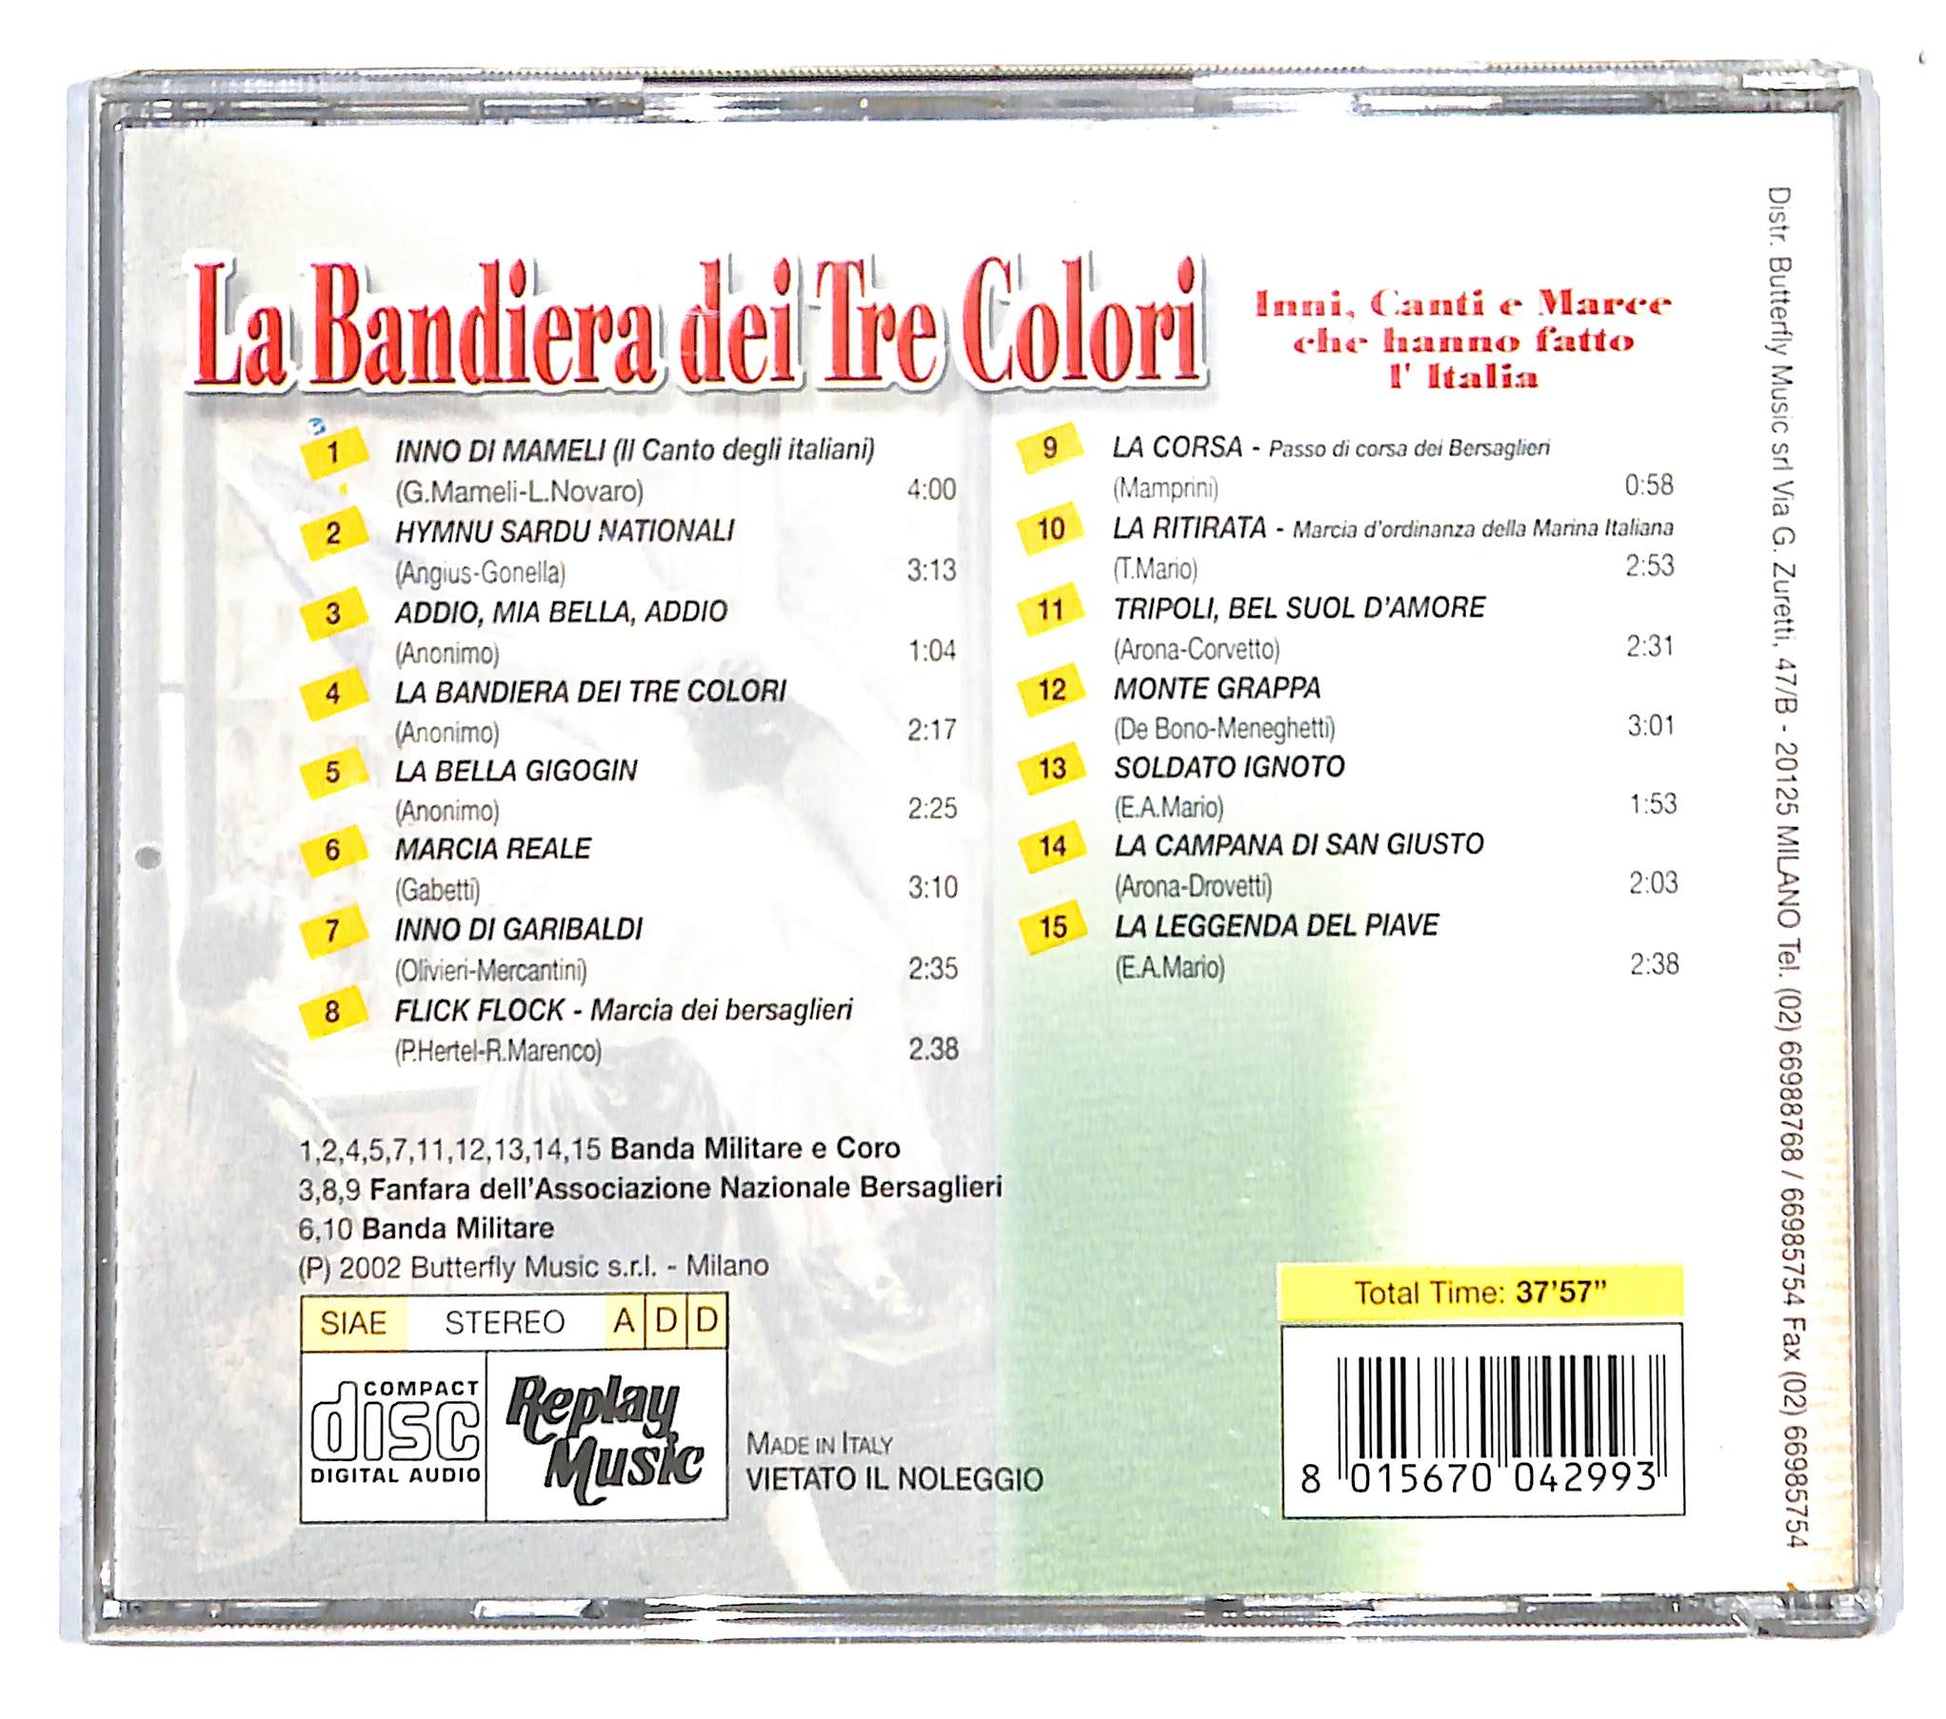 La Bandiera dei Tre Colori
Inni, Canti e Marce
che hanno fatto
l' Italia
1 INNO DI MAMELI (Il Canto degli italiani)
(G.Mameli-L.Novaro) 4:00
2 HYMNU SARDU NATIONALI
(Angius-Gonella) 3:13
3 ADDIO, MIA BELLA, ADDIO
(Anonimo) 1:04
4 LA BANDIERA DEI TRE COLORI
(Anonimo) 2:17
5 LA BELLA GIGOGIN
(Anonimo) 2:25
6 MARCIA REALE
(Gabetti) 3:10
7 INNO DI GARIBALDI
(Olivieri-Mercantini) 2:35
8 FLICK FLOCK - Marcia dei bersaglieri
(P.Hertel-R.Marenco) 2.38
9 LA CORSA - Passo di corsa dei Bersaglieri
(Mamprini) 0:58
10 LA RITIRATA - Marcia d'ordinanza della Marina Italiana
(T.Mario) 2:53
11 TRIPOLI, BEL SUOL D'AMORE
(Arona-Corvetto) 2:31
12 MONTE GRAPPA
(De Bono-Meneghetti) 3:01
13 SOLDATO IGNOTO
(E.A.Mario) 1:53
14 LA CAMPANA DI SAN GIUSTO
(Arona-Drovetti) 2:03
15 LA LEGGENDA DEL PIAVE
(E.A.Mario) 2:38
1,2,4,5,7,11,12,13,14,15 Banda Militare e Coro
3,8,9 Fanfara dell'Associazione Nazionale Bersaglieri
6,10 Banda Militare
(P) 2002 Butterfly Music s.r.l. - Milano
SIAE STEREO A D D
COMPACT
disc
DIGITAL AUDIO
Replay
Music
MADE IN ITALY
VIETATO IL NOLEGGIO
Total Time: 37'57"
8 015670 042993
Distr. Butterfly Music srl Via G. Zuretti, 47/B - 20125 MILANO Tel. (02) 66988768 / 66985754 Fax (02) 66985754